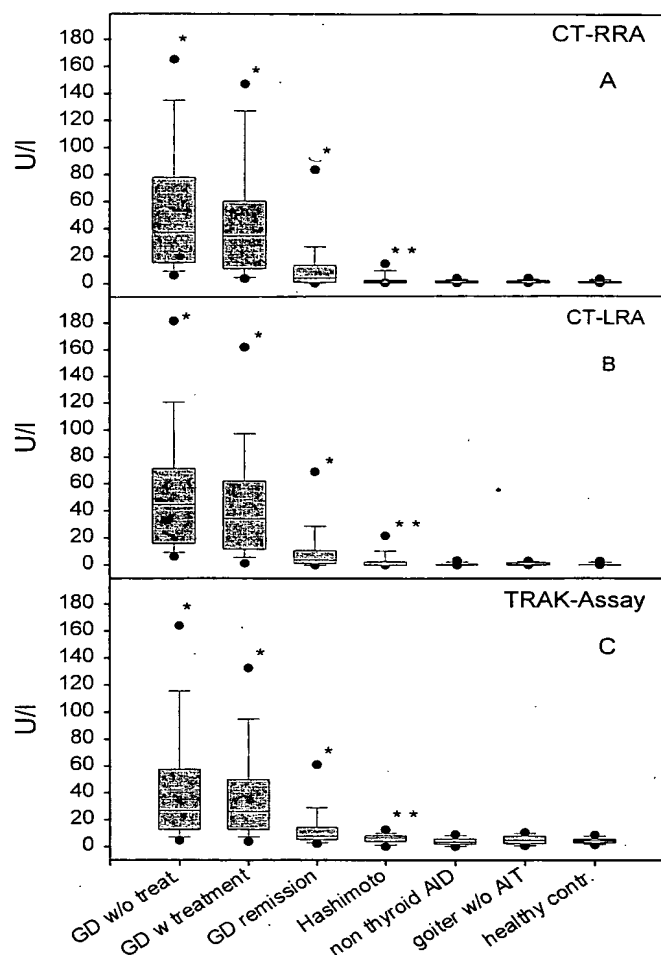 CT-RRA
A
U/l
180
160
140
120
100
80
60
40
20
0
*
*
*
* *
CT-LRA
B
U/l
180
160
140
120
100
80
60
40
20
0
*
*
*
* *
TRAK-Assay
C
U/l
180
160
140
120
100
80
60
40
20
0
*
*
*
* *
GD w/o treat.
GD w treatment
GD remission
Hashimoto
non thyroid AID
goiter w/o AIT
healthy contr.